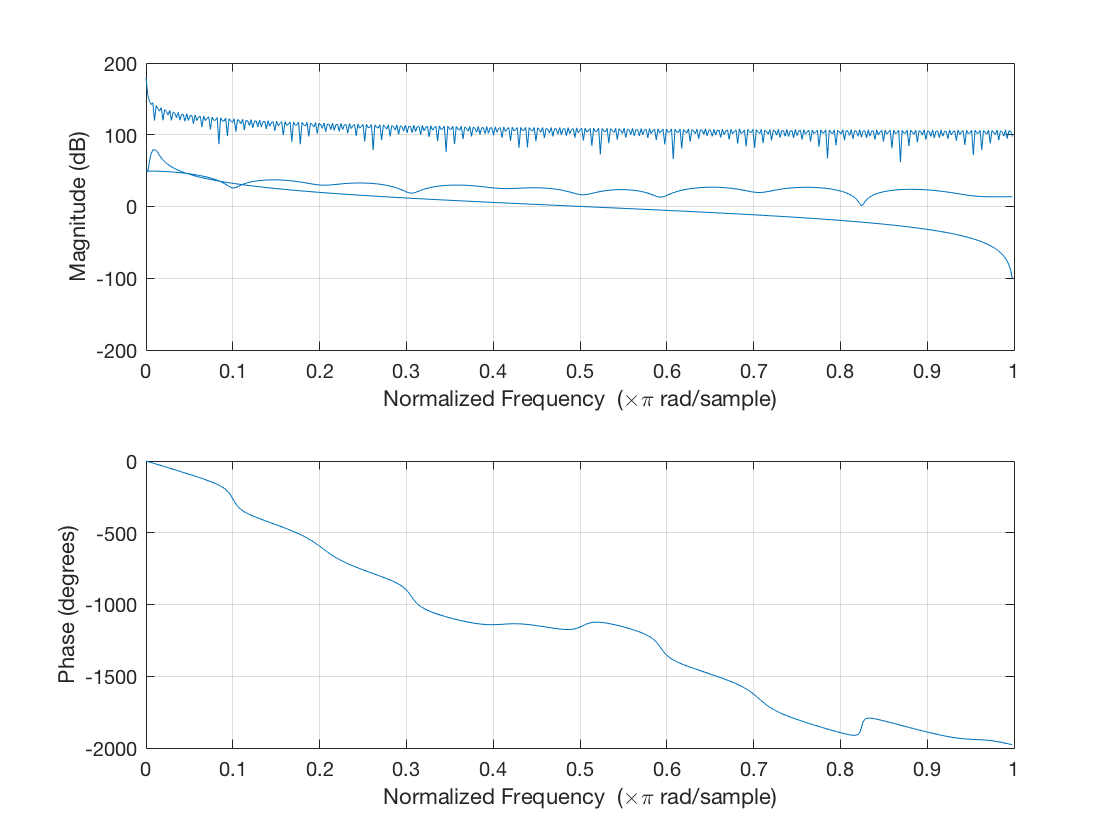 200
100
0
-100
-200
Magnitude (dB)
0 0.1 0.2 0.3 0.4 0.5 0.6 0.7 0.8 0.9 1
Normalized Frequency (×π rad/sample)
0
-500
-1000
-1500
-2000
Phase (degrees)
0 0.1 0.2 0.3 0.4 0.5 0.6 0.7 0.8 0.9 1
Normalized Frequency (×π rad/sample)